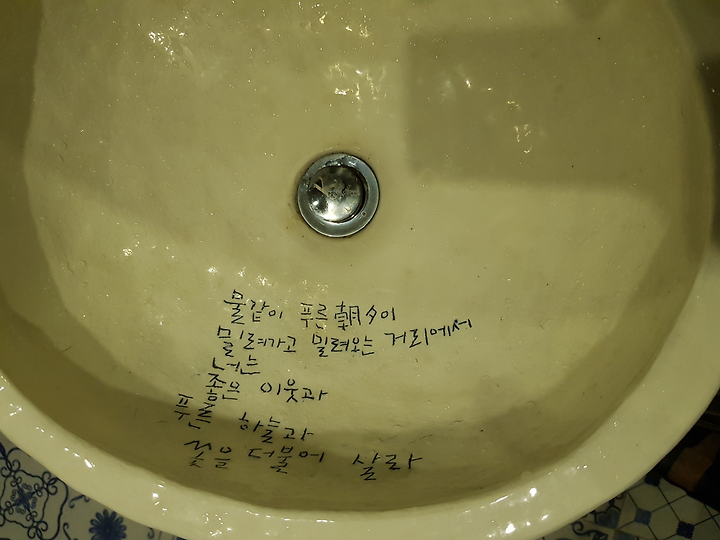 물같이 푸른 朝夕이
밀려가고 밀려오는 거리에서
너는
좋은 이웃과
푸른 하늘과
꽃을 더불어 살라